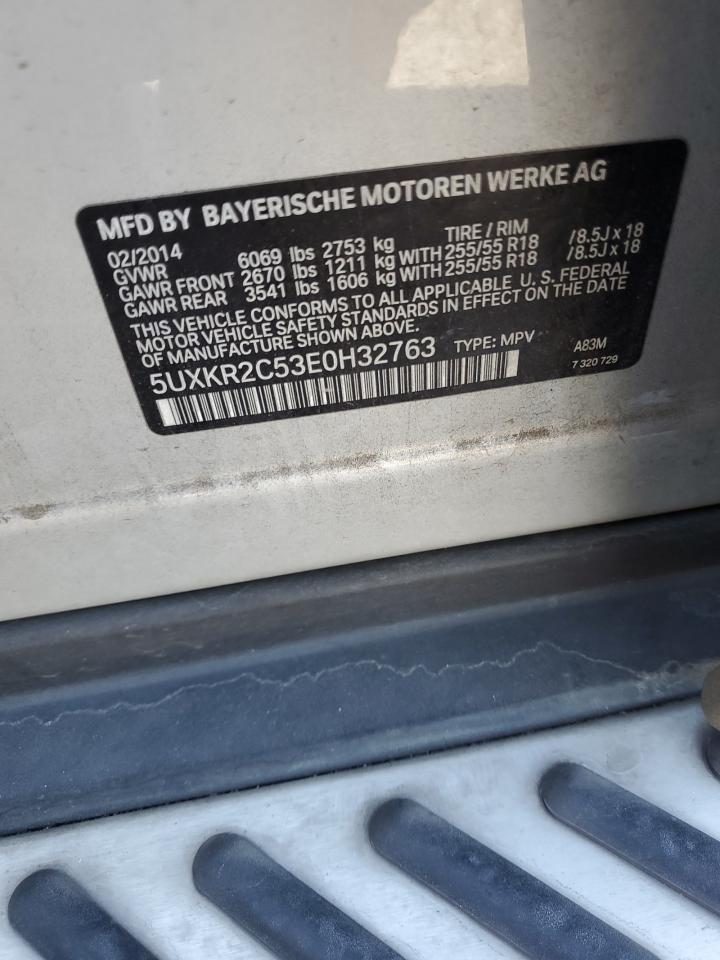 MFD BY BAYERISCHE MOTOREN WERKE AG
02/2014 TIRE / RIM
GVWR 6069 lbs 2753 kg
GAWR FRONT 2670 lbs 1211 kg WITH 255/55 R18 /8.5J x 18
GAWR REAR 3541 lbs 1606 kg WITH 255/55 R18 /8.5J x 18
THIS VEHICLE CONFORMS TO ALL APPLICABLE U.S. FEDERAL
MOTOR VEHICLE SAFETY STANDARDS IN EFFECT ON THE DATE
OF MANUFACTURE SHOWN ABOVE.
5UXKR2C53E0H32763 TYPE: MPV A83M
7 320 729